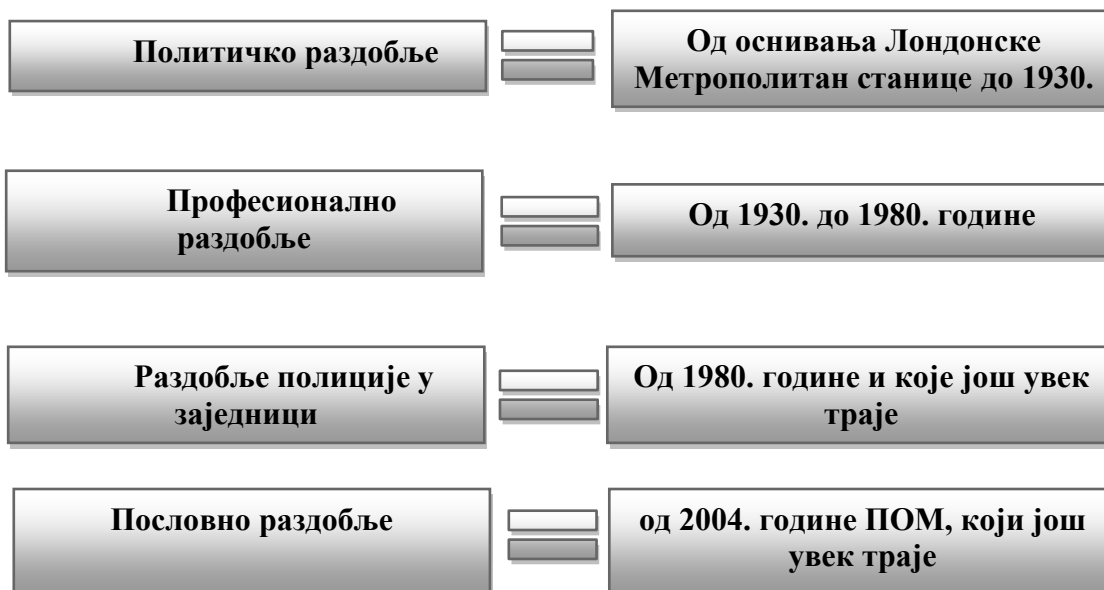 Политичко раздобље
Од оснивања Лондонске
Метрополитан станице до 1930.
Професионално
раздобље
Од 1930. до 1980. године
Раздобље полиције у
заједници
Од 1980. године и које још увек
траје
Пословно раздобље
од 2004. године ПОМ, који још
увек траје